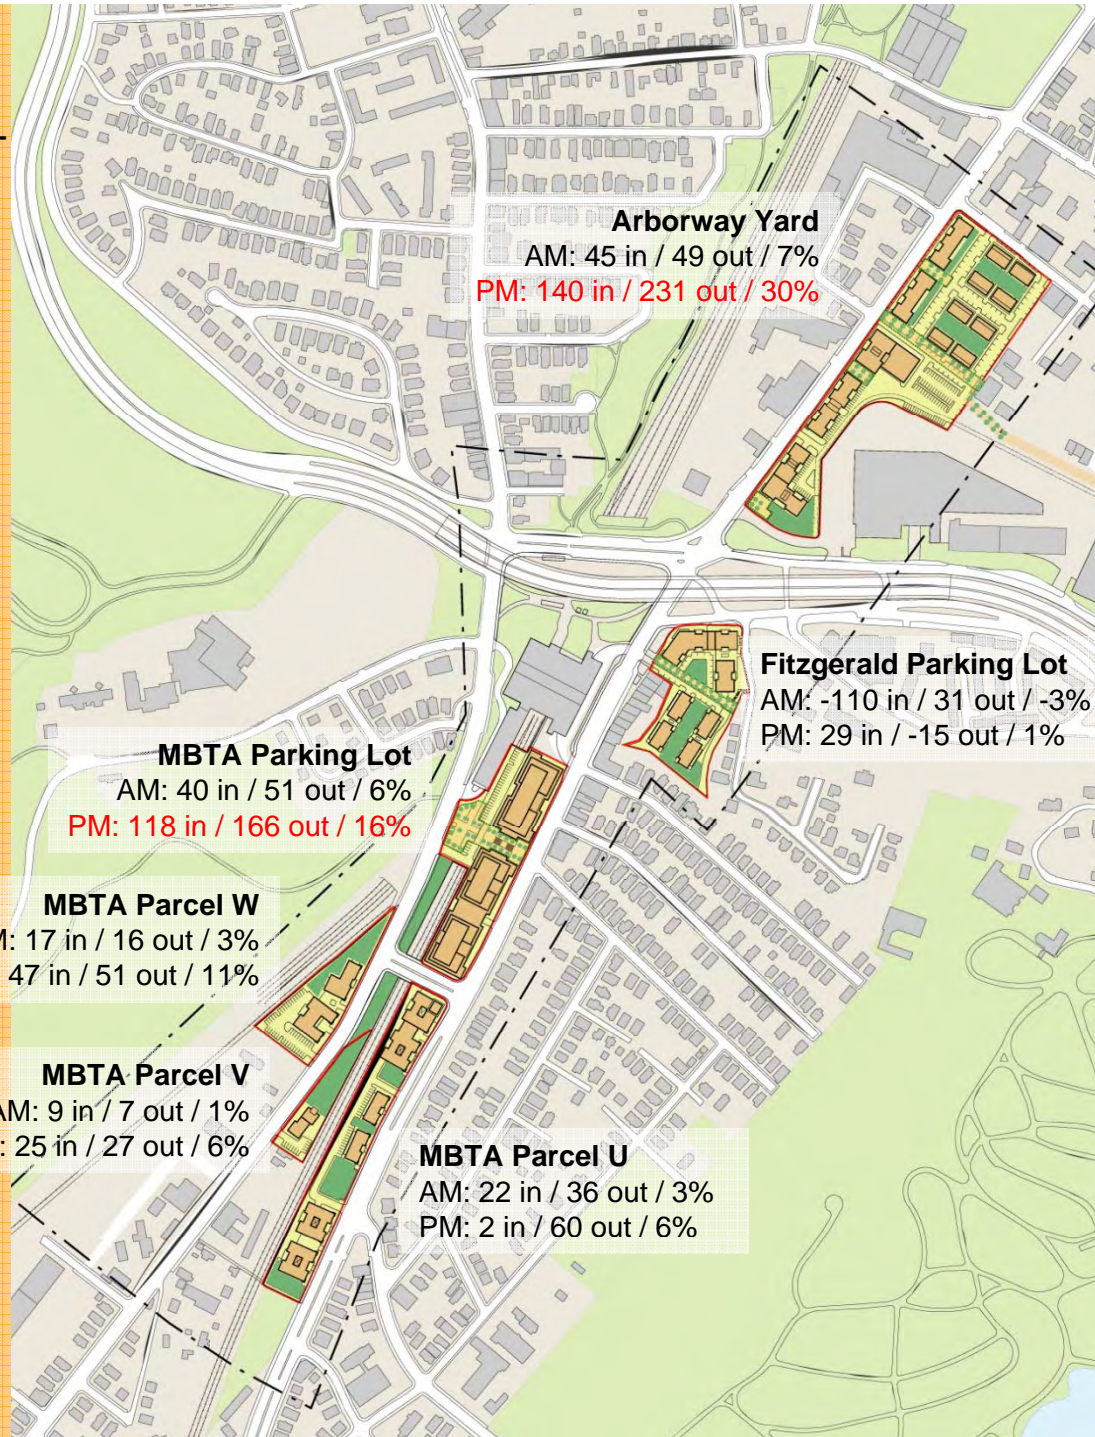 Arborway Yard
AM: 45 in / 49 out / 7%
PM: 140 in / 231 out / 30%
Fitzgerald Parking Lot
AM: -110 in / 31 out / -3%
PM: 29 in / -15 out / 1%
MBTA Parking Lot
AM: 40 in / 51 out / 6%
PM: 118 in / 166 out / 16%
MBTA Parcel W
M: 17 in / 16 out / 3%
47 in / 51 out / 11%
MBTA Parcel V
AM: 9 in / 7 out / 1%
: 25 in / 27 out / 6%
MBTA Parcel U
AM: 22 in / 36 out / 3%
PM: 2 in / 60 out / 6%